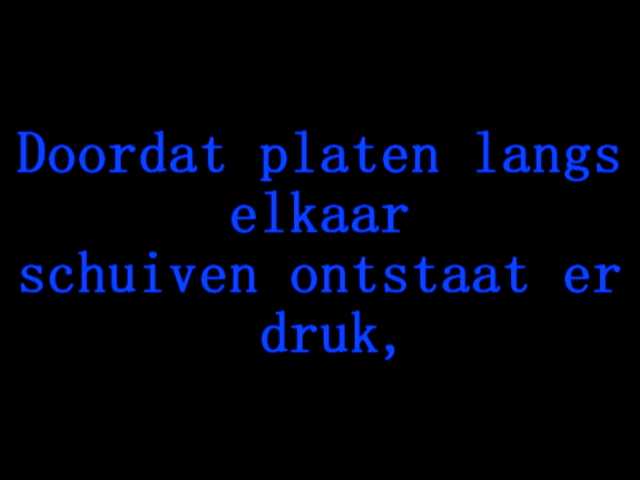 Doordat platen langs
elkaar
schuiven ontstaat er
druk,